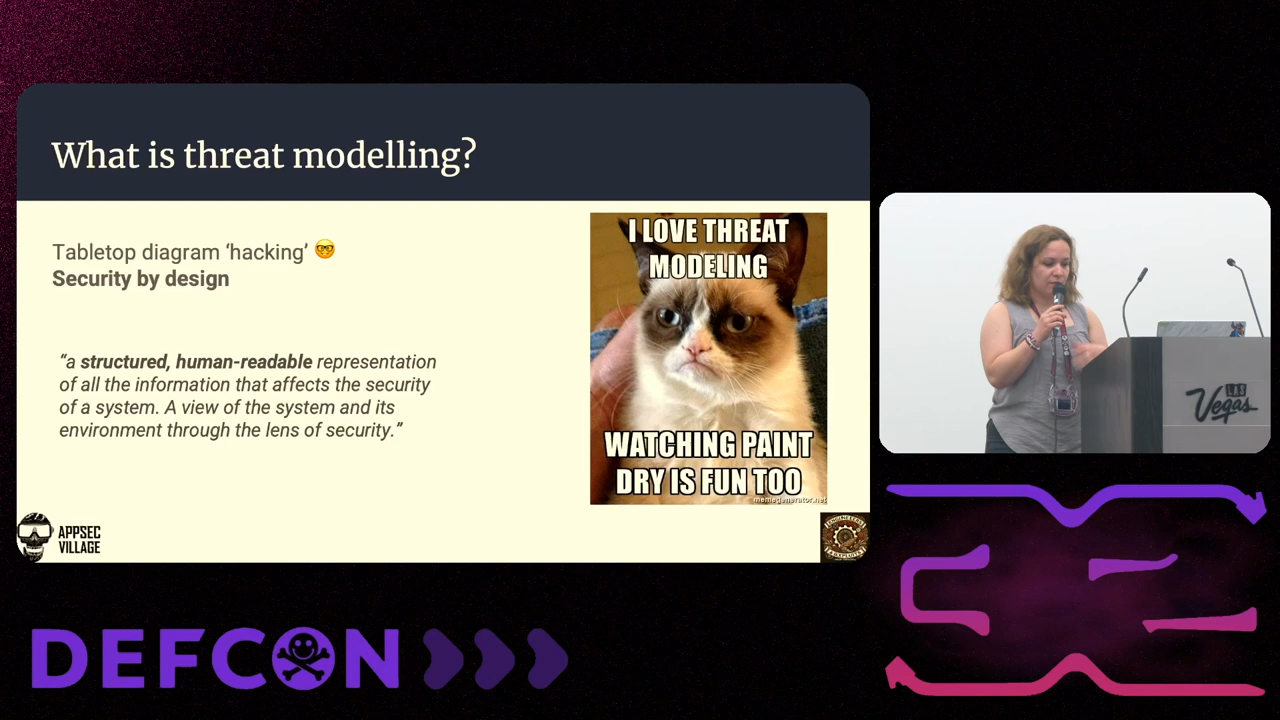 What is threat modelling?
Tabletop diagram ‘hacking’ 🤓
Security by design
“a structured, human-readable representation
of all the information that affects the security
of a system. A view of the system and its
environment through the lens of security.”
I LOVE THREAT
MODELING
WATCHING PAINT
DRY IS FUN TOO
memegenerator.net
APPSEC
VILLAGE
LAS
Vegas
DEFCON